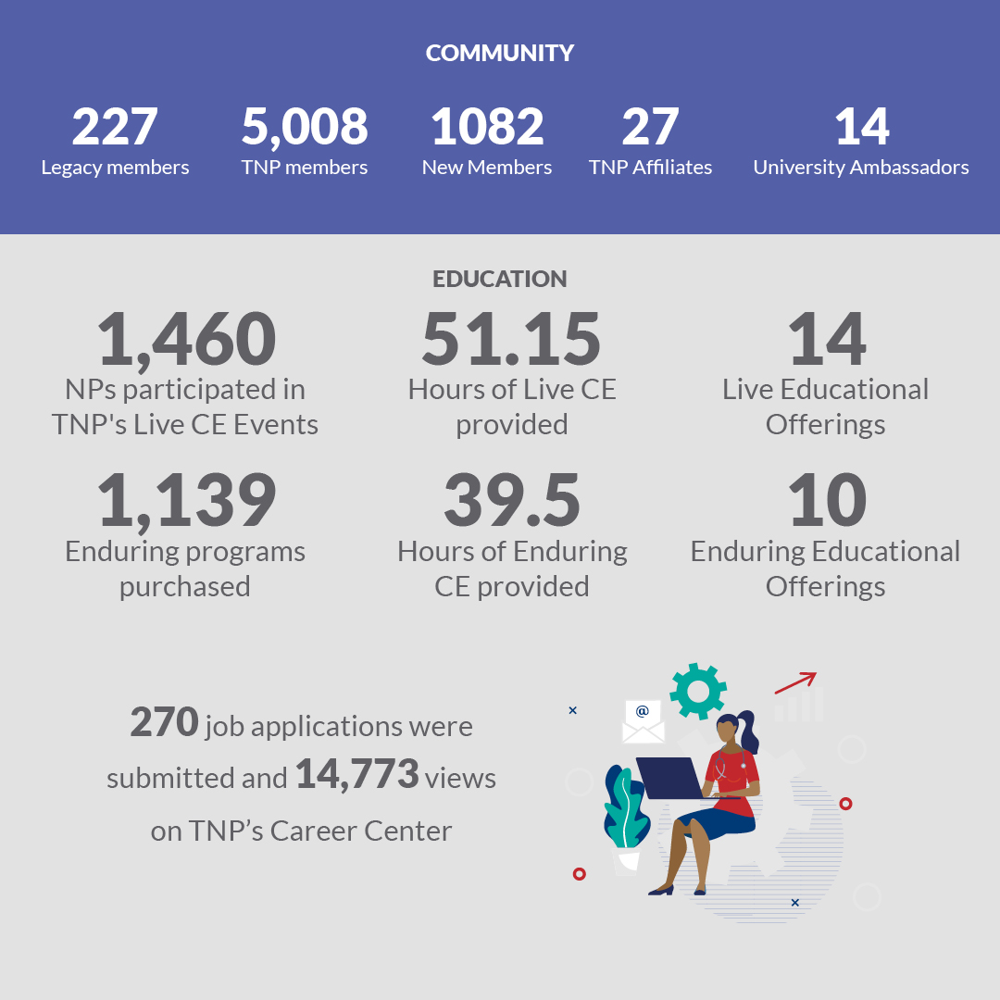 COMMUNITY
227 5,008 1082 27 14
Legacy members TNP members New Members TNP Affiliates University Ambassadors
EDUCATION
1,460 51.15 14
NPs participated in Hours of Live CE Live Educational
TNP's Live CE Events provided Offerings
1,139 39.5 10
Enduring programs Hours of Enduring Enduring Educational
purchased CE provided Offerings
270 job applications were
submitted and 14,773 views
on TNP’s Career Center
@